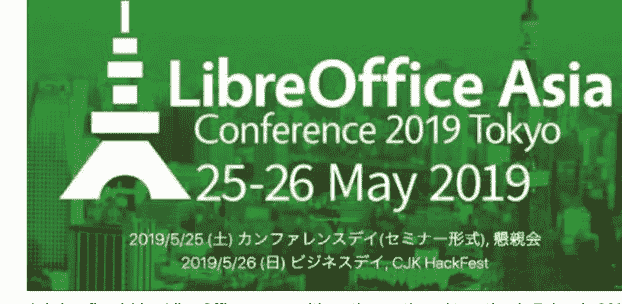 LibreOffice Asia
Conference 2019 Tokyo
25-26 May 2019
2019/5/25 (土) カンファレンスデイ(セミナー形式), 懇親会
2019/5/26 (日) ビジネスデイ, CJK HackFest